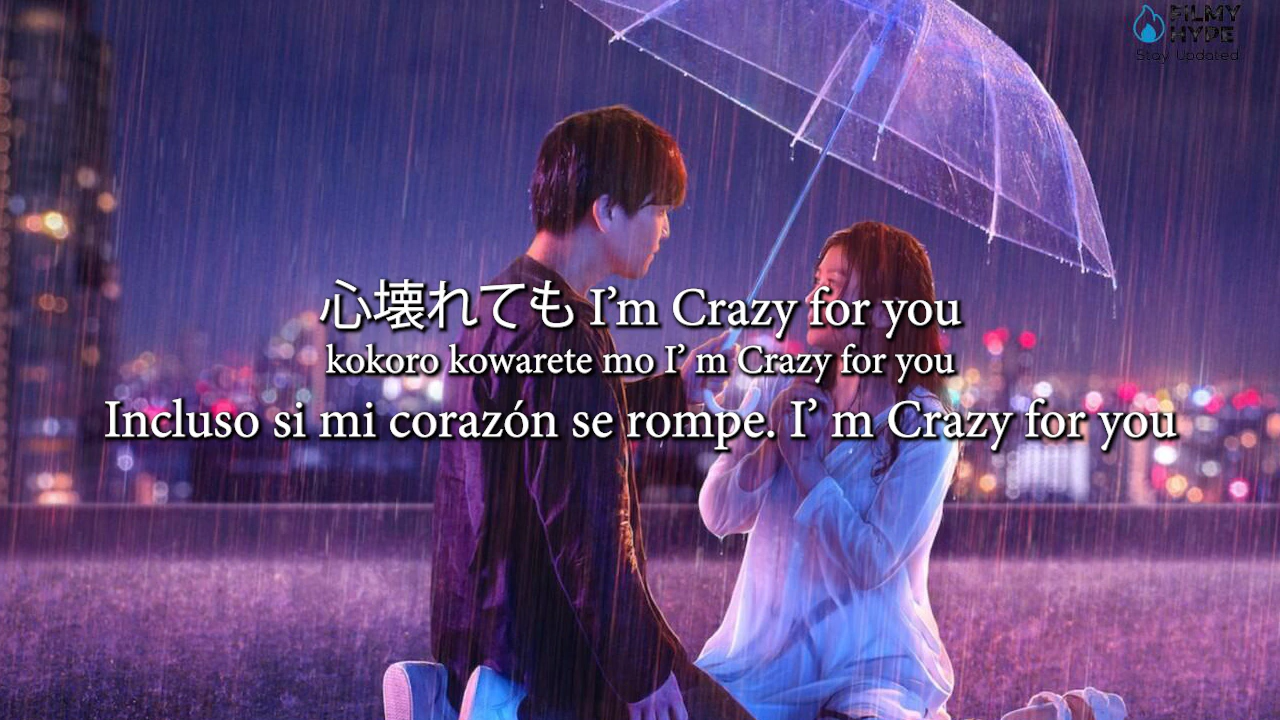 FILMY
HYPE
Stay Updated
心壊れても I’m Crazy for you
kokoro kowarete mo I’ m Crazy for you
Incluso si mi corazón se rompe. I’ m Crazy for you